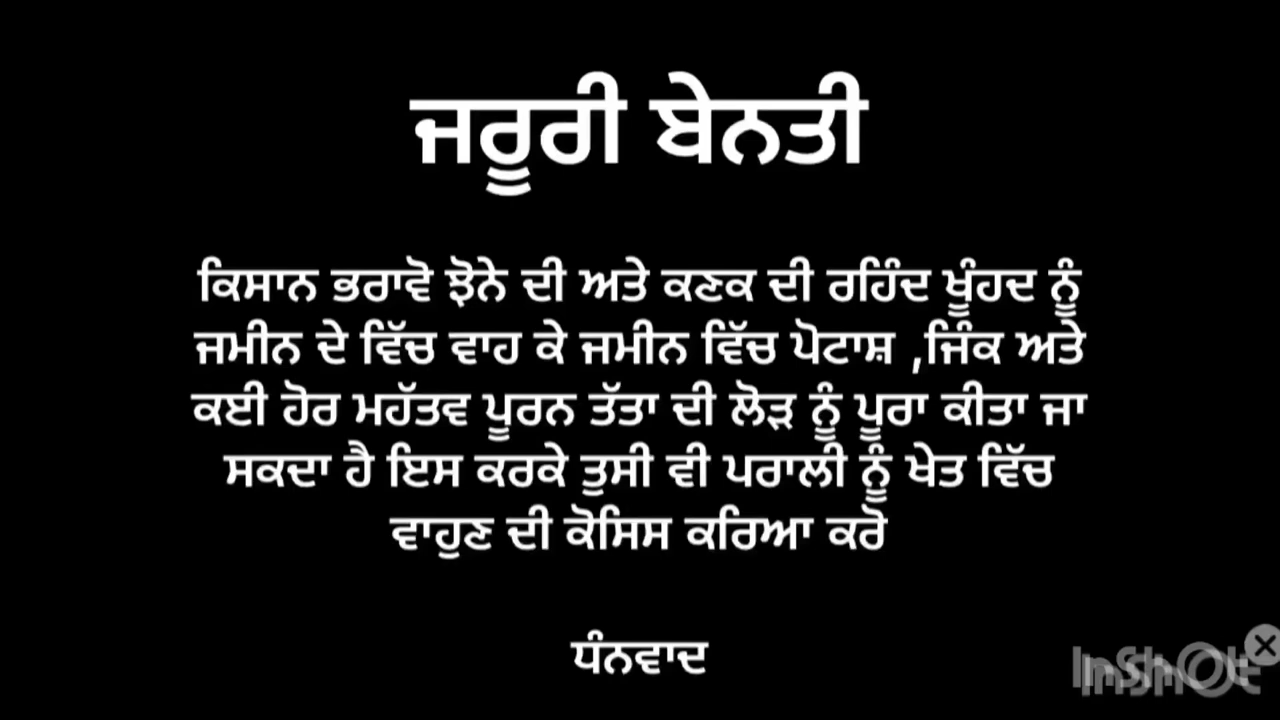 ਜਰੂਰੀ ਬੇਨਤੀ
ਕਿਸਾਨ ਭਰਾਵੋ ਝੋਨੇ ਦੀ ਅਤੇ ਕਣਕ ਦੀ ਰਹਿੰਦ ਖੂੰਹਦ ਨੂੰ
ਜਮੀਨ ਦੇ ਵਿੱਚ ਵਾਹ ਕੇ ਜਮੀਨ ਵਿੱਚ ਪੋਟਾਸ਼ ,ਜਿੰਕ ਅਤੇ
ਕਈ ਹੋਰ ਮਹੱਤਵ ਪੂਰਨ ਤੱਤਾ ਦੀ ਲੋੜ ਨੂੰ ਪੂਰਾ ਕੀਤਾ ਜਾ
ਸਕਦਾ ਹੈ ਇਸ ਕਰਕੇ ਤੁਸੀ ਵੀ ਪਰਾਲੀ ਨੂੰ ਖੇਤ ਵਿੱਚ
ਵਾਹੁਣ ਦੀ ਕੋਸਿਸ ਕਰਿਆ ਕਰੋ
ਧੰਨਵਾਦ
InShOt